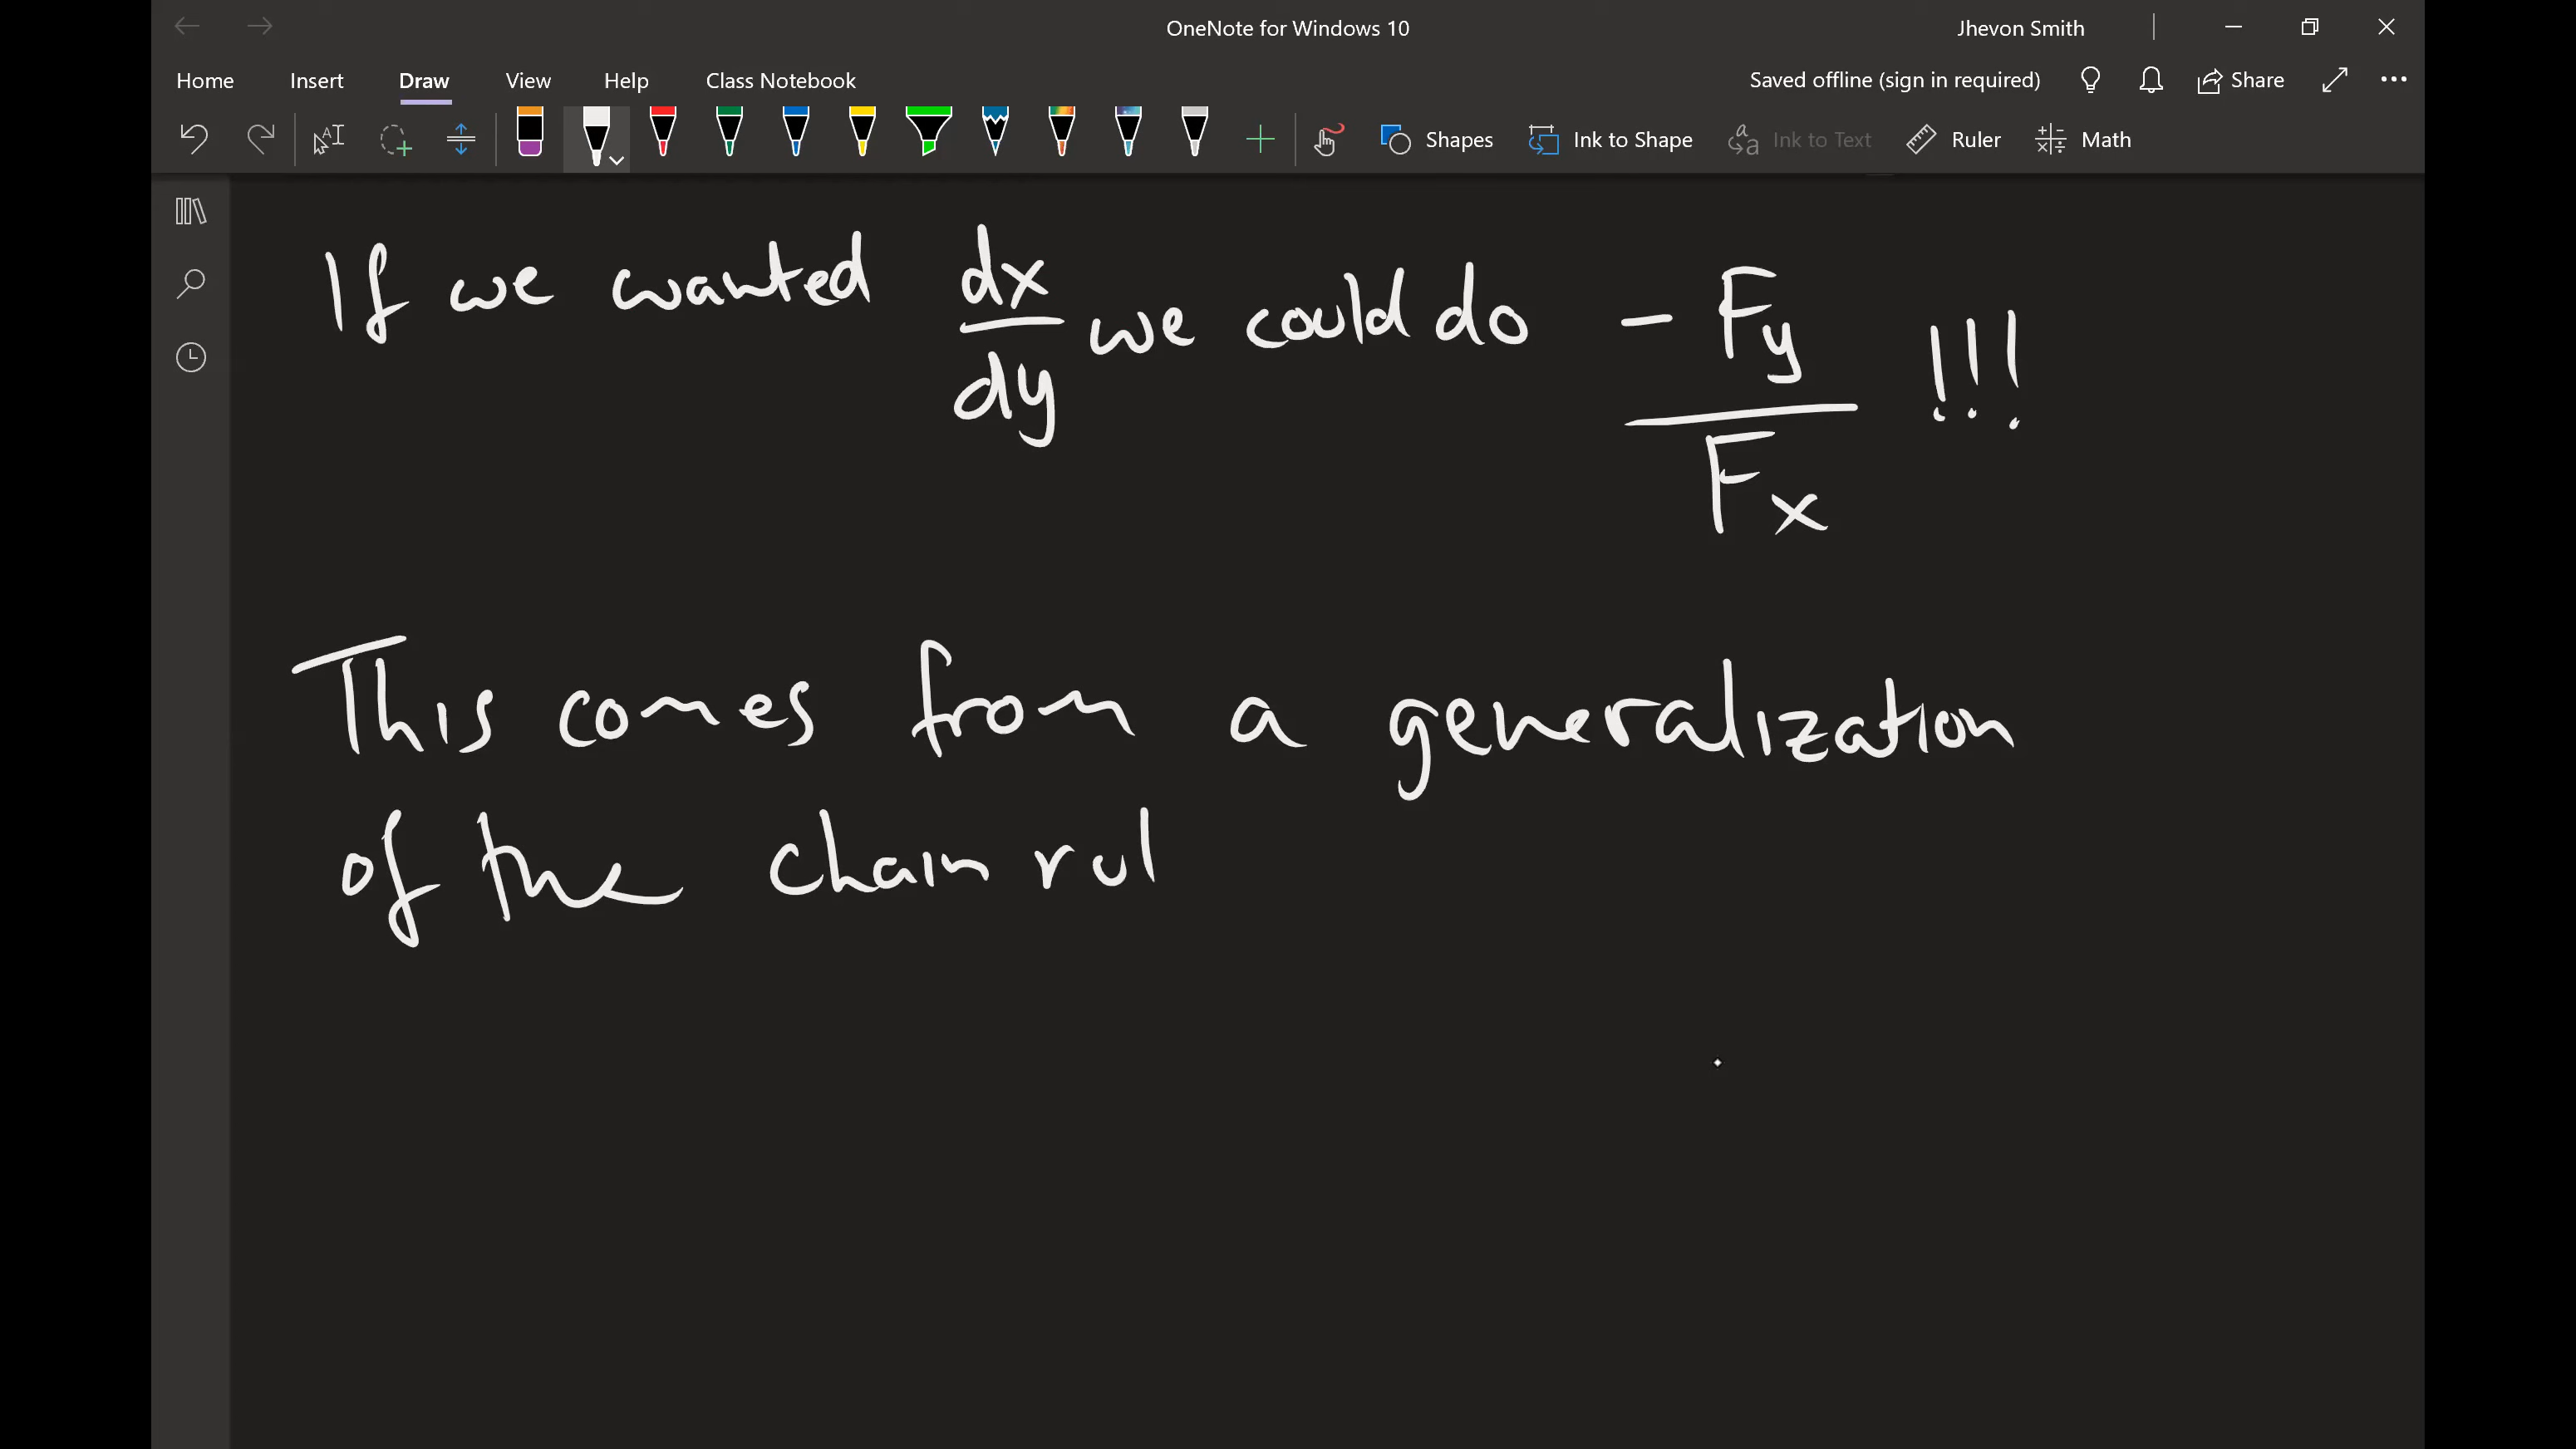 OneNote for Windows 10
Jhevon Smith
Home Insert Draw View Help Class Notebook
Saved offline (sign in required) Share
Shapes Ink to Shape Ink to Text Ruler Math
If we wanted dx/dy we could do -Fy/Fx !!!
This comes from a generalization
of the chain rul